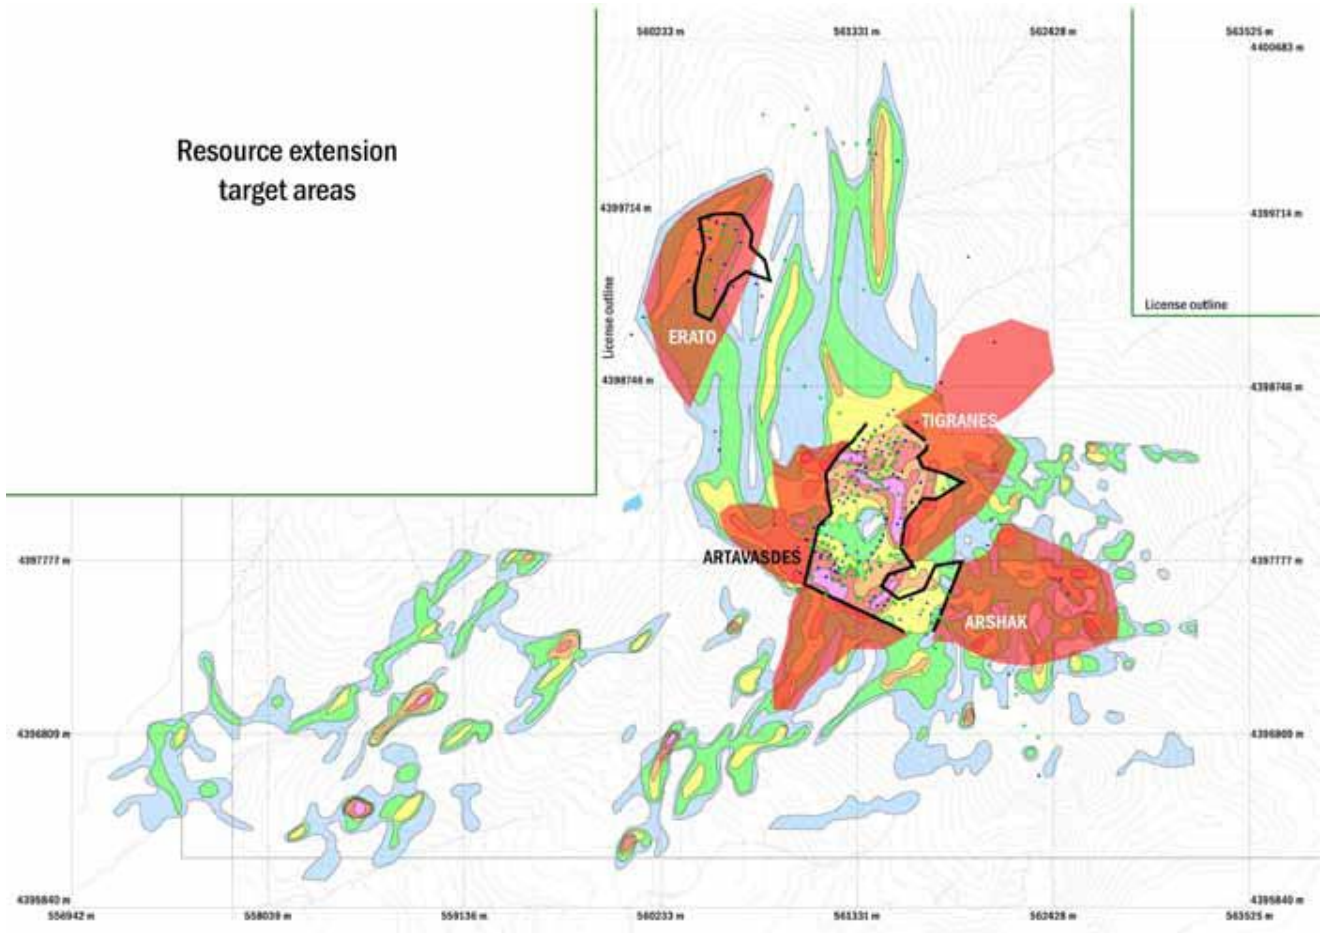 560233 m
561331 m
562428 m
563525 m
4400683 m
Resource extension
target areas
4399714 m
4399714 m
License outline
License outline
ERATO
4398746 m
4398746 m
TIGRANES
4397777 m
ARTAVASDES
4397777 m
ARSHAK
4396809 m
4396809 m
4395840 m
4395840 m
556942 m
558039 m
559136 m
560233 m
561331 m
562428 m
563525 m